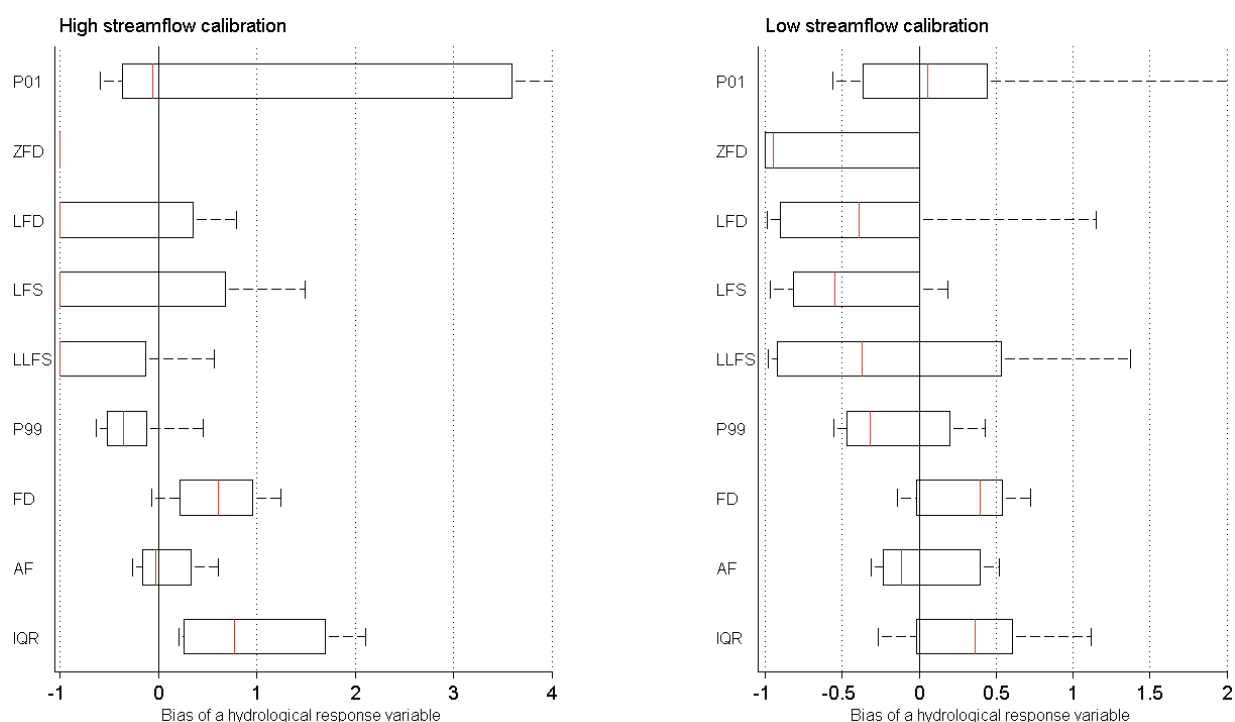 High streamflow calibration
P01
ZFD
LFD
LFS
LLFS
P99
FD
AF
IQR
-1 0 1 2 3 4
Bias of a hydrological response variable
Low streamflow calibration
P01
ZFD
LFD
LFS
LLFS
P99
FD
AF
IQR
-1 -0.5 0 0.5 1 1.5 2
Bias of a hydrological response variable